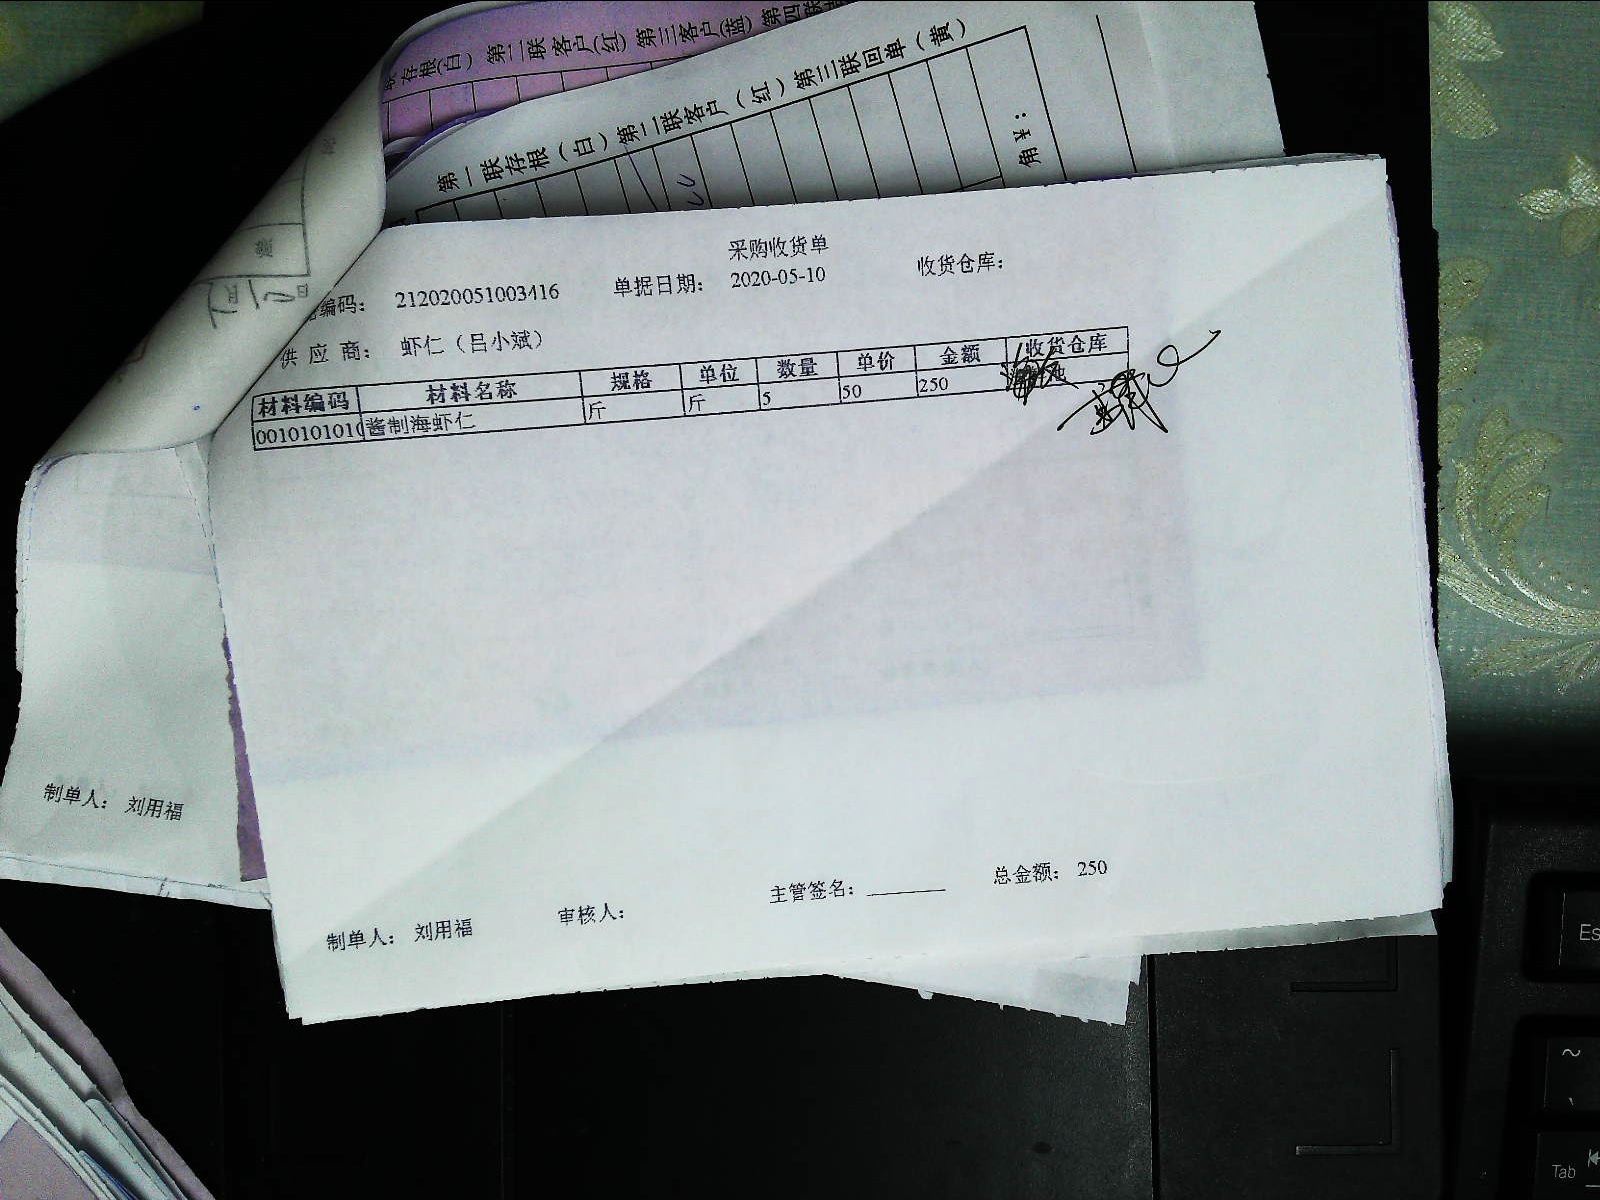 存根(白) 第二联客户(红) 第三客户(蓝) 第四联
第一联存根（白）第二联客户（红）第三联回单（黄）
角¥：
采购收货单
编码： 212020051003416 单据日期： 2020-05-10 收货仓库：
供应商： 虾仁（吕小斌）
材料编码 材料名称 规格 单位 数量 单价 金额 收货仓库
0010101010 酱制海虾仁 斤 斤 5 50 250
制单人： 刘用福
主管签名： 总金额： 250
制单人： 刘用福 审核人：
Es
~
Tab